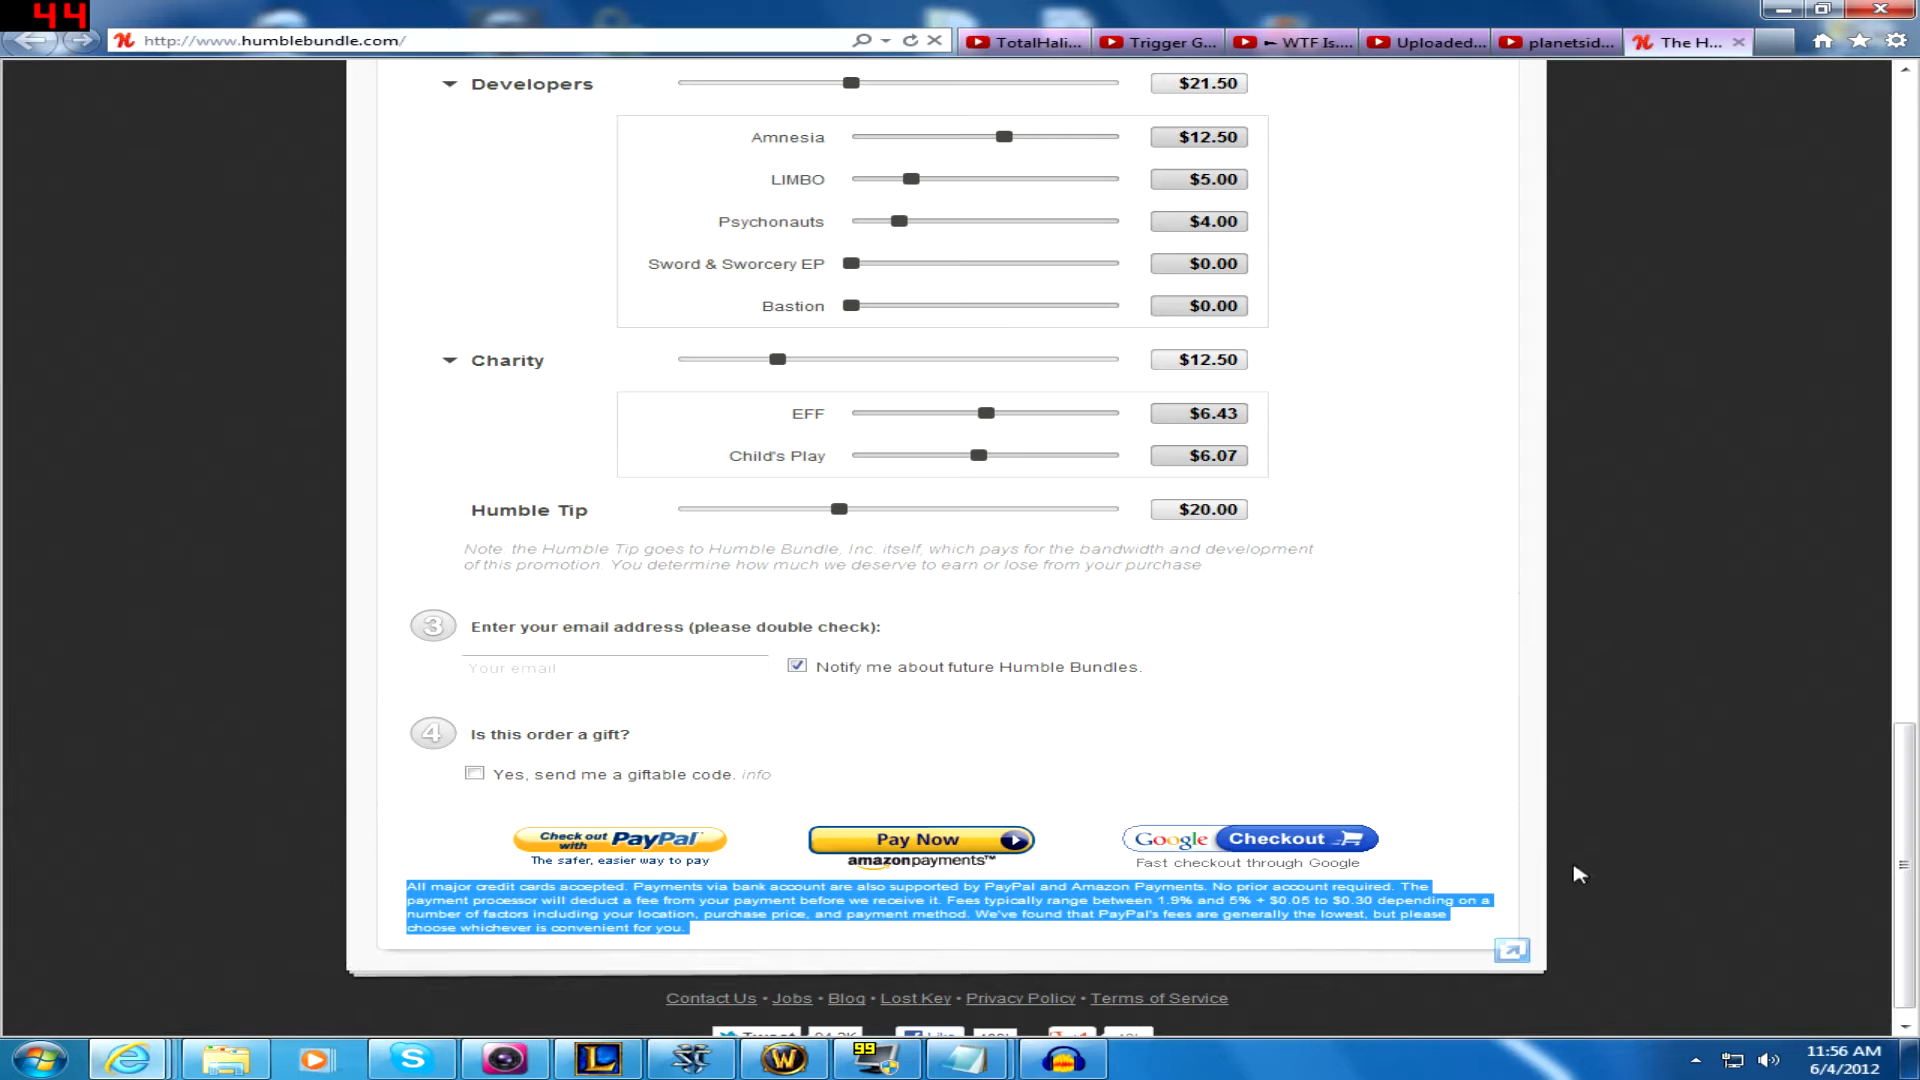 44
http://www.humblebundle.com/
TotalHali...
Trigger G...
WTF Is....
Uploaded...
planetsid...
The H...
Developers $21.50
Amnesia $12.50
LIMBO $5.00
Psychonauts $4.00
Sword & Sworcery EP $0.00
Bastion $0.00
Charity $12.50
EFF $6.43
Child's Play $6.07
Humble Tip $20.00
Note: the Humble Tip goes to Humble Bundle, Inc. itself, which pays for the bandwidth and development
of this promotion. You determine how much we deserve to earn or lose from your purchase
3 Enter your email address (please double check):
Your email
Notify me about future Humble Bundles.
4 Is this order a gift?
Yes, send me a giftable code. info
Check out with PayPal
The safer, easier way to pay
Pay Now
amazonpayments™
Google Checkout
Fast checkout through Google
All major credit cards accepted. Payments via bank account are also supported by PayPal and Amazon Payments. No prior account required. The
payment processor will deduct a fee from your payment before we receive it. Fees typically range between 1.9% and 5% + $0.05 to $0.30 depending on a
number of factors including your location, purchase price, and payment method. We've found that PayPal's fees are generally the lowest, but please
choose whichever is convenient for you.
Contact Us • Jobs • Blog • Lost Key • Privacy Policy • Terms of Service
99
11:56 AM
6/4/2012